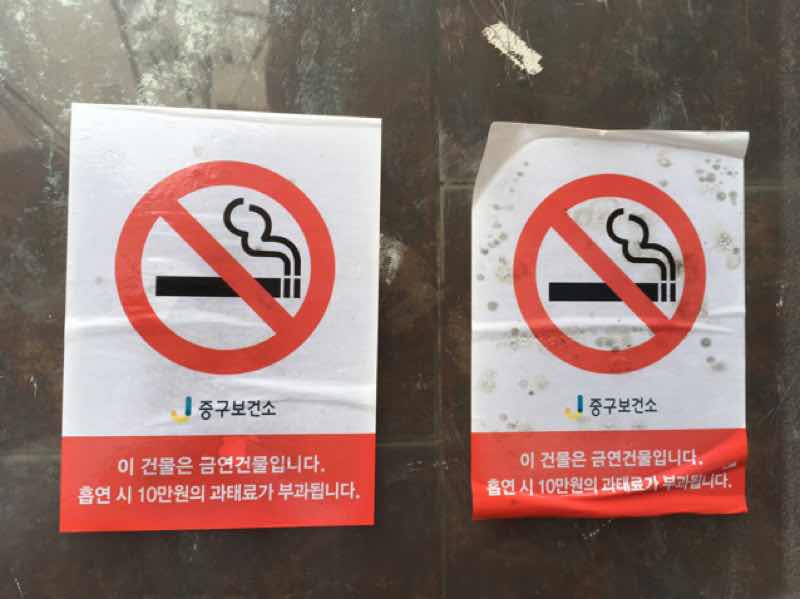 중구보건소
이 건물은 금연건물입니다.
흡연 시 10만원의 과태료가 부과됩니다.
중구보건소
이 건물은 금연건물입니다.
흡연 시 10만원의 과태료가 부과됩니다.